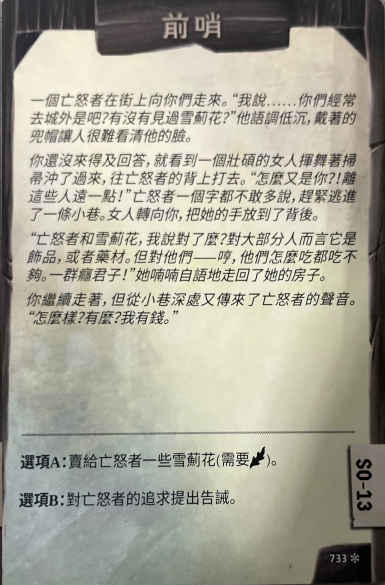 前哨
一個亡怒者在街上向你們走來。“我說……你們經常
去城外是吧?有沒有見過雪薊花?”他語調低沉,戴著的
兜帽讓人很難看清他的臉。
你還沒來得及回答,就看到一個壯碩的女人揮舞著掃
帚沖了過來,往亡怒者的背上打去。“怎麼又是你?!離
這些人遠一點!”亡怒者一個字都不敢多說,趕緊逃進
了一條小巷。女人轉向你,把她的手放到了背後。
“亡怒者和雪薊花,我說對了麼?對大部分人而言它是
飾品,或者藥材。但對他們——哼,他們怎麼吃都吃不
夠。一群癮君子!”她喃喃自語地走回了她的房子。
你繼續走著,但從小巷深處又傳來了亡怒者的聲音。
“怎麼樣?有麼?我有錢。”
選項A:賣給亡怒者一些雪薊花(需要)。
選項B:對亡怒者的追求提出告誡。
SO-13
733